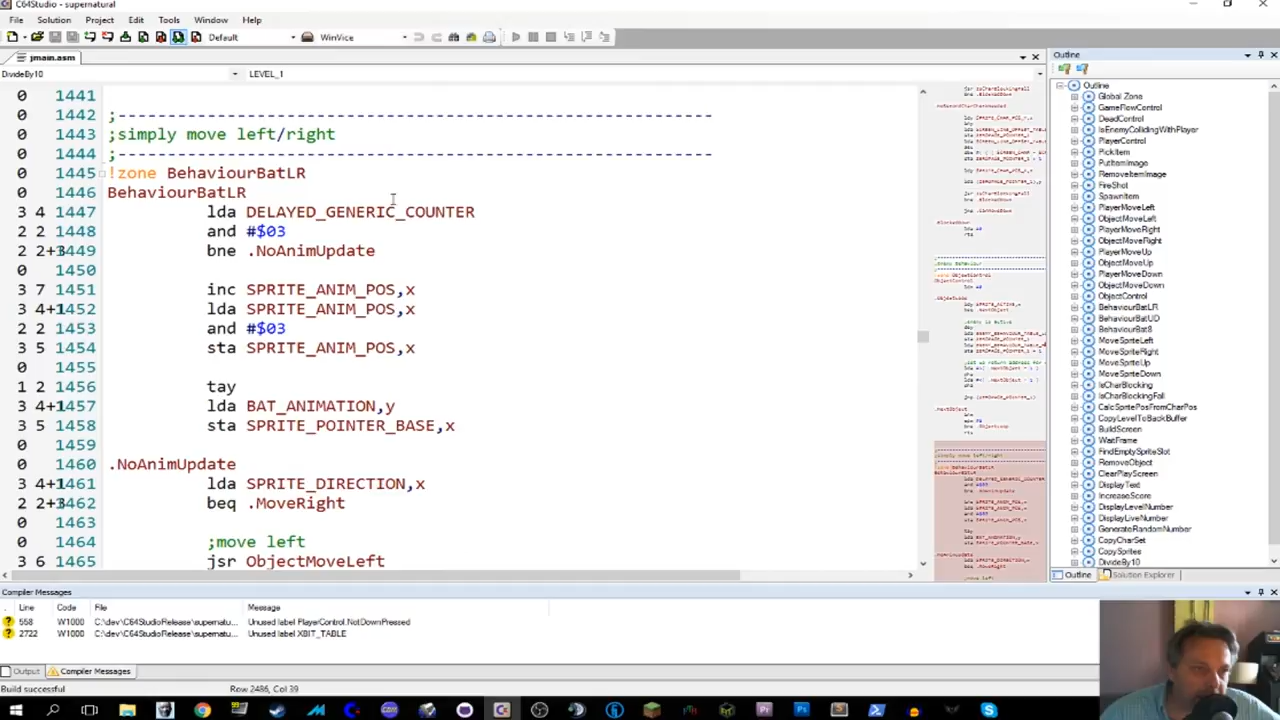 C64Studio - supernatural
File Solution Project Edit Tools Window Help
Default WinVice
jmain.asm
DivideBy10 LEVEL_1
0 1441
0 1442 ;----------------------------------------------------------
0 1443 ;simply move left/right
0 1444 ;----------------------------------------------------------
0 1445 !zone BehaviourBatLR
0 1446 BehaviourBatLR
3 4 1447 lda DELAYED_GENERIC_COUNTER
2 2 1448 and #$03
2 2+3 1449 bne .NoAnimUpdate
0 1450
3 7 1451 inc SPRITE_ANIM_POS,x
3 4+1 1452 lda SPRITE_ANIM_POS,x
2 2 1453 and #$03
3 5 1454 sta SPRITE_ANIM_POS,x
0 1455
1 2 1456 tay
3 4+1 1457 lda BAT_ANIMATION,y
3 5 1458 sta SPRITE_POINTER_BASE,x
0 1459
0 1460 .NoAnimUpdate
3 4+1 1461 lda SPRITE_DIRECTION,x
2 2+3 1462 beq .MoveRight
0 1463
0 1464 ;move left
3 6 1465 jsr ObjectMoveLeft
Outline
Outline
Global Zone
GameFlowControl
DeadControl
IsEnemyCollidingWithPlayer
PlayerControl
PickItem
PutItemImage
RemoveItemImage
FireShot
SpawnItem
PlayerMoveLeft
ObjectMoveLeft
PlayerMoveRight
ObjectMoveRight
PlayerMoveUp
ObjectMoveUp
PlayerMoveDown
ObjectMoveDown
ObjectControl
BehaviourBatLR
BehaviourBatUD
BehaviourBat8
MoveSpriteLeft
MoveSpriteRight
MoveSpriteUp
MoveSpriteDown
IsCharBlocking
IsCharBlockingFall
CalcSpritePosFromCharPos
CopyLevelToBackBuffer
BuildScreen
WaitFrame
FindEmptySpriteSlot
RemoveObject
ClearPlayScreen
DisplayText
IncreaseScore
DisplayLevelNumber
DisplayLiveNumber
GenerateRandomNumber
CopyCharSet
CopySprites
DivideBy10
Outline Solution Explorer
Compiler Messages
Line Code File Message
558 W1000 C:\dev\C64StudioRelease\supernatu... Unused label PlayerControl.NotDownPressed
2722 W1000 C:\dev\C64StudioRelease\supernatu... Unused label XBIT_TABLE
Output Compiler Messages
Build successful Row 2486, Col 39